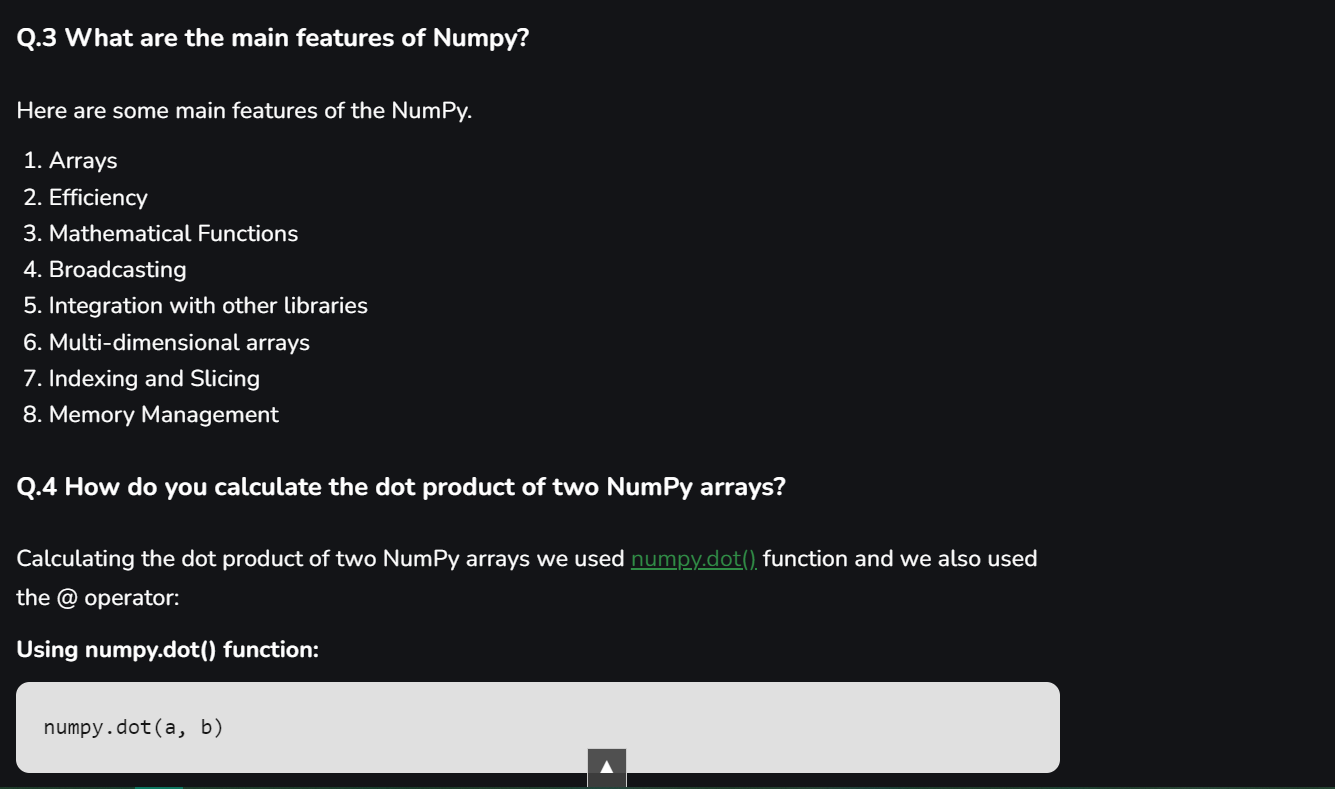 Q.3 What are the main features of Numpy?
Here are some main features of the NumPy.
1. Arrays
2. Efficiency
3. Mathematical Functions
4. Broadcasting
5. Integration with other libraries
6. Multi-dimensional arrays
7. Indexing and Slicing
8. Memory Management
Q.4 How do you calculate the dot product of two NumPy arrays?
Calculating the dot product of two NumPy arrays we used numpy.dot() function and we also used
the @ operator:
Using numpy.dot() function:
numpy.dot(a, b)